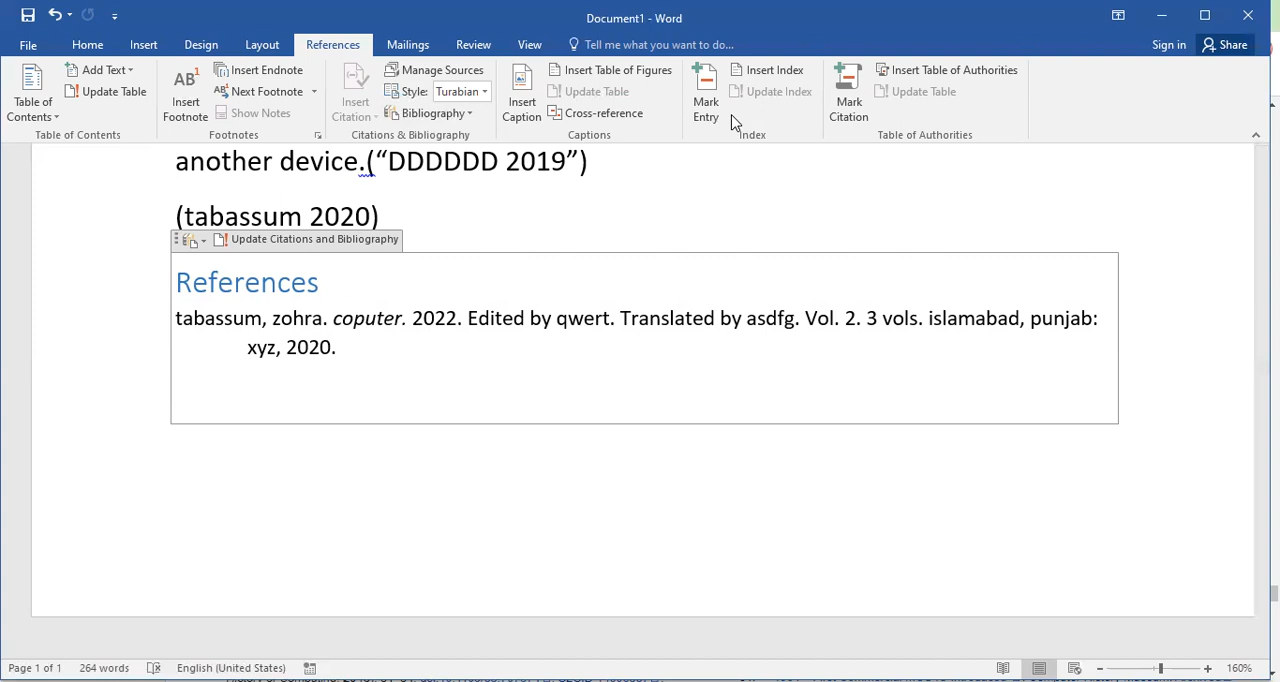 Document1 - Word
File Home Insert Design Layout References Mailings Review View Tell me what you want to do... Sign in Share
Table of Contents
Add Text
Update Table
Table of Contents
AB1 Insert Footnote
Insert Endnote
Next Footnote
Show Notes
Footnotes
Insert Citation
Manage Sources
Style: Turabian
Bibliography
Citations & Bibliography
Insert Caption
Insert Table of Figures
Update Table
Cross-reference
Captions
Mark Entry
Insert Index
Update Index
Index
Mark Citation
Insert Table of Authorities
Update Table
Table of Authorities
another device.(“DDDDDD 2019”)
(tabassum 2020)
Update Citations and Bibliography
References
tabassum, zohra. coputer. 2022. Edited by qwert. Translated by asdfg. Vol. 2. 3 vols. islamabad, punjab:
xyz, 2020.
Page 1 of 1 264 words English (United States) 160%